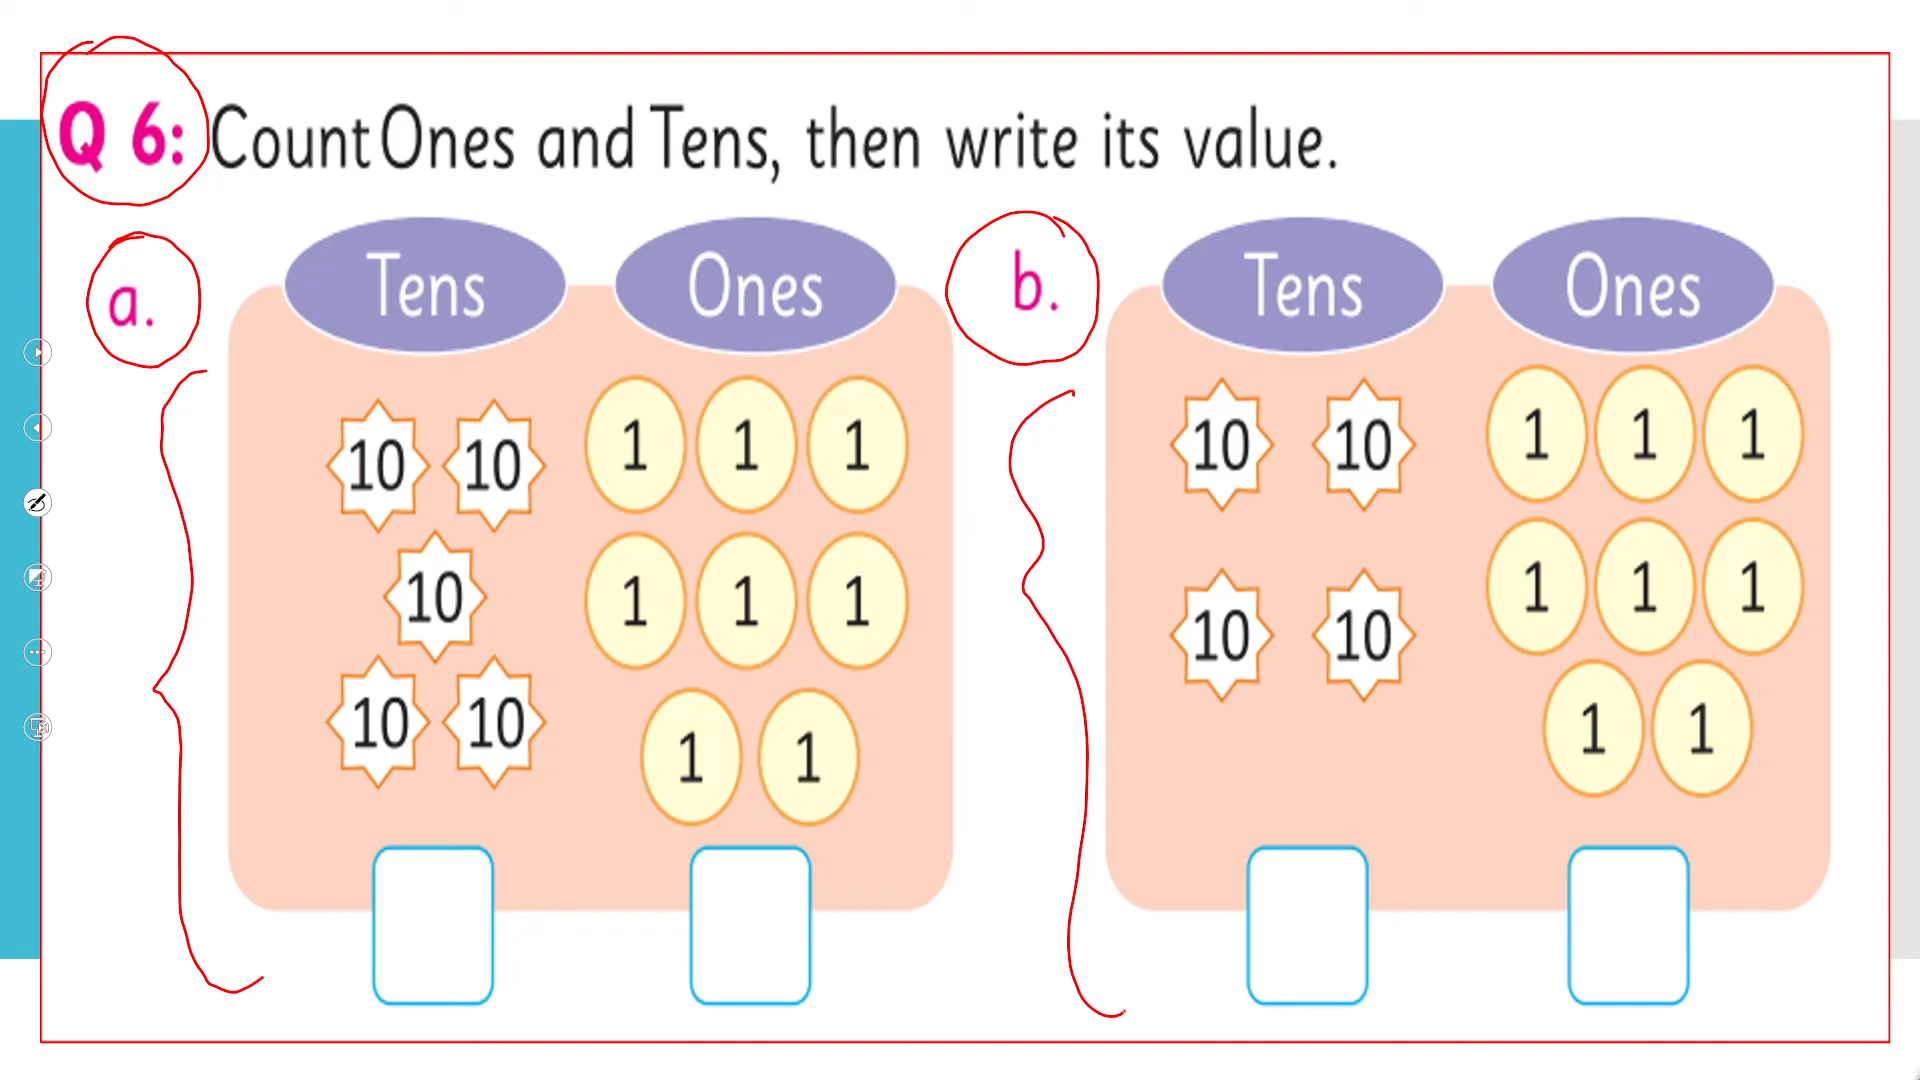 Q 6: Count Ones and Tens, then write its value.
a.
Tens Ones
10 10 1 1 1
10 1 1 1
10 10 1 1
b.
Tens Ones
10 10 1 1 1
10 10 1 1 1
1 1